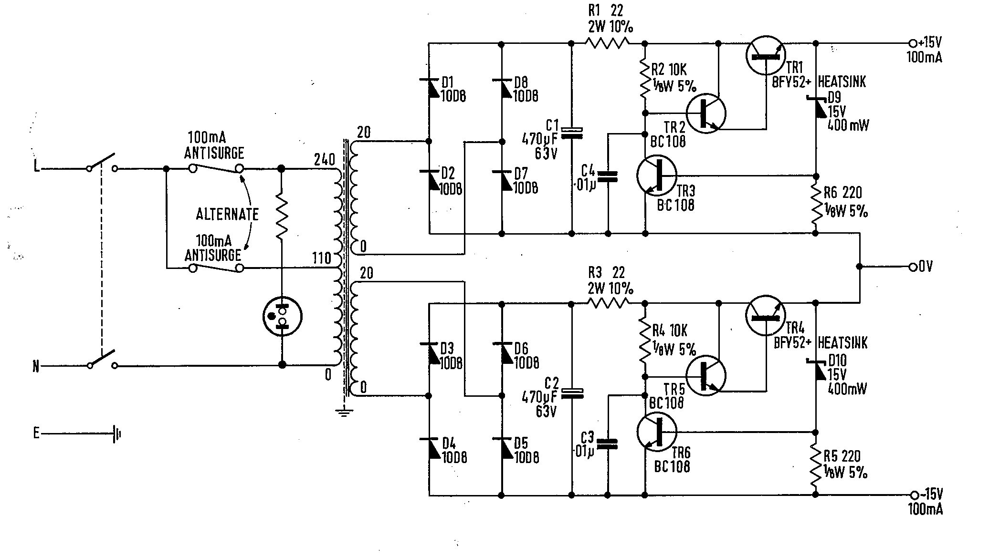 R1 22
2W 10%
+15V
100mA
R2 10K
⅛W 5%
TR1
BFY52+ HEATSINK
D1
10D8
D8
10D8
D9
15V
400mW
TR2
BC108
C1
470µF
63V
20
100mA
ANTISURGE
240
L
D2
10D8
D7
10D8
C4
·01µ
TR3
BC108
R6 220
⅛W 5%
ALTERNATE
100mA
ANTISURGE
110
0
20
0V
R3 22
2W 10%
R4 10K
⅛W 5%
TR4
BFY52+ HEATSINK
D3
10D8
D6
10D8
D10
15V
400mW
N
0
0
C2
470µF
63V
TR5
BC108
E
D4
10D8
D5
10D8
C3
·01µ
TR6
BC108
R5 220
⅛W 5%
-15V
100mA